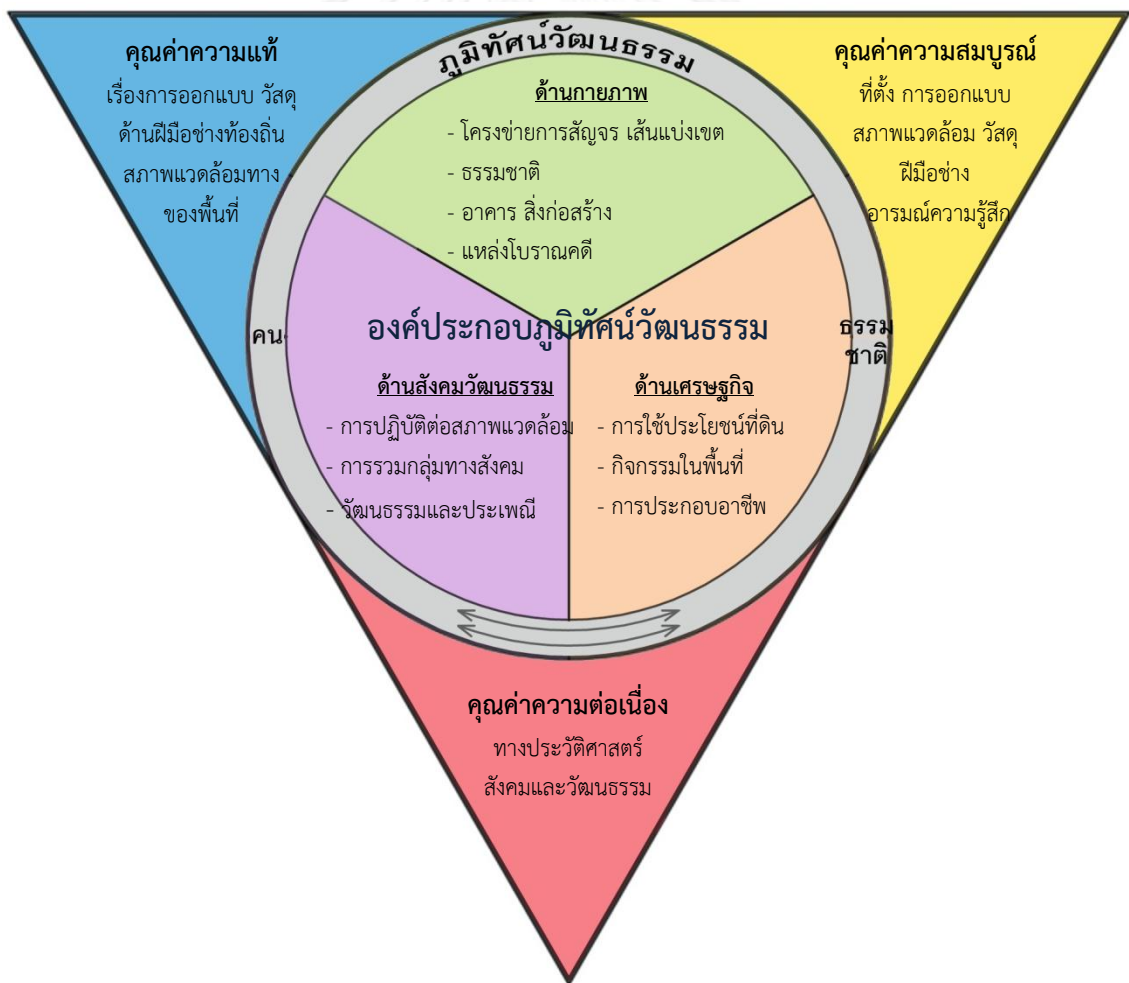 คุณค่าความแท้
เรื่องการออกแบบ วัสดุ
ด้านฝีมือช่างท้องถิ่น
สภาพแวดล้อมทาง
ของพื้นที่
ภูมิทัศน์วัฒนธรรม
คุณค่าความสมบูรณ์
ที่ตั้ง การออกแบบ
สภาพแวดล้อม วัสดุ
ฝีมือช่าง
อารมณ์ความรู้สึก
ด้านกายภาพ
- โครงข่ายการสัญจร เส้นแบ่งเขต
- ธรรมชาติ
- อาคาร สิ่งก่อสร้าง
- แหล่งโบราณคดี
คน
องค์ประกอบภูมิทัศน์วัฒนธรรม
ธรรม
ชาติ
ด้านสังคมวัฒนธรรม
- การปฏิบัติต่อสภาพแวดล้อม
- การรวมกลุ่มทางสังคม
- วัฒนธรรมและประเพณี
ด้านเศรษฐกิจ
- การใช้ประโยชน์ที่ดิน
- กิจกรรมในพื้นที่
- การประกอบอาชีพ
คุณค่าความต่อเนื่อง
ทางประวัติศาสตร์
สังคมและวัฒนธรรม